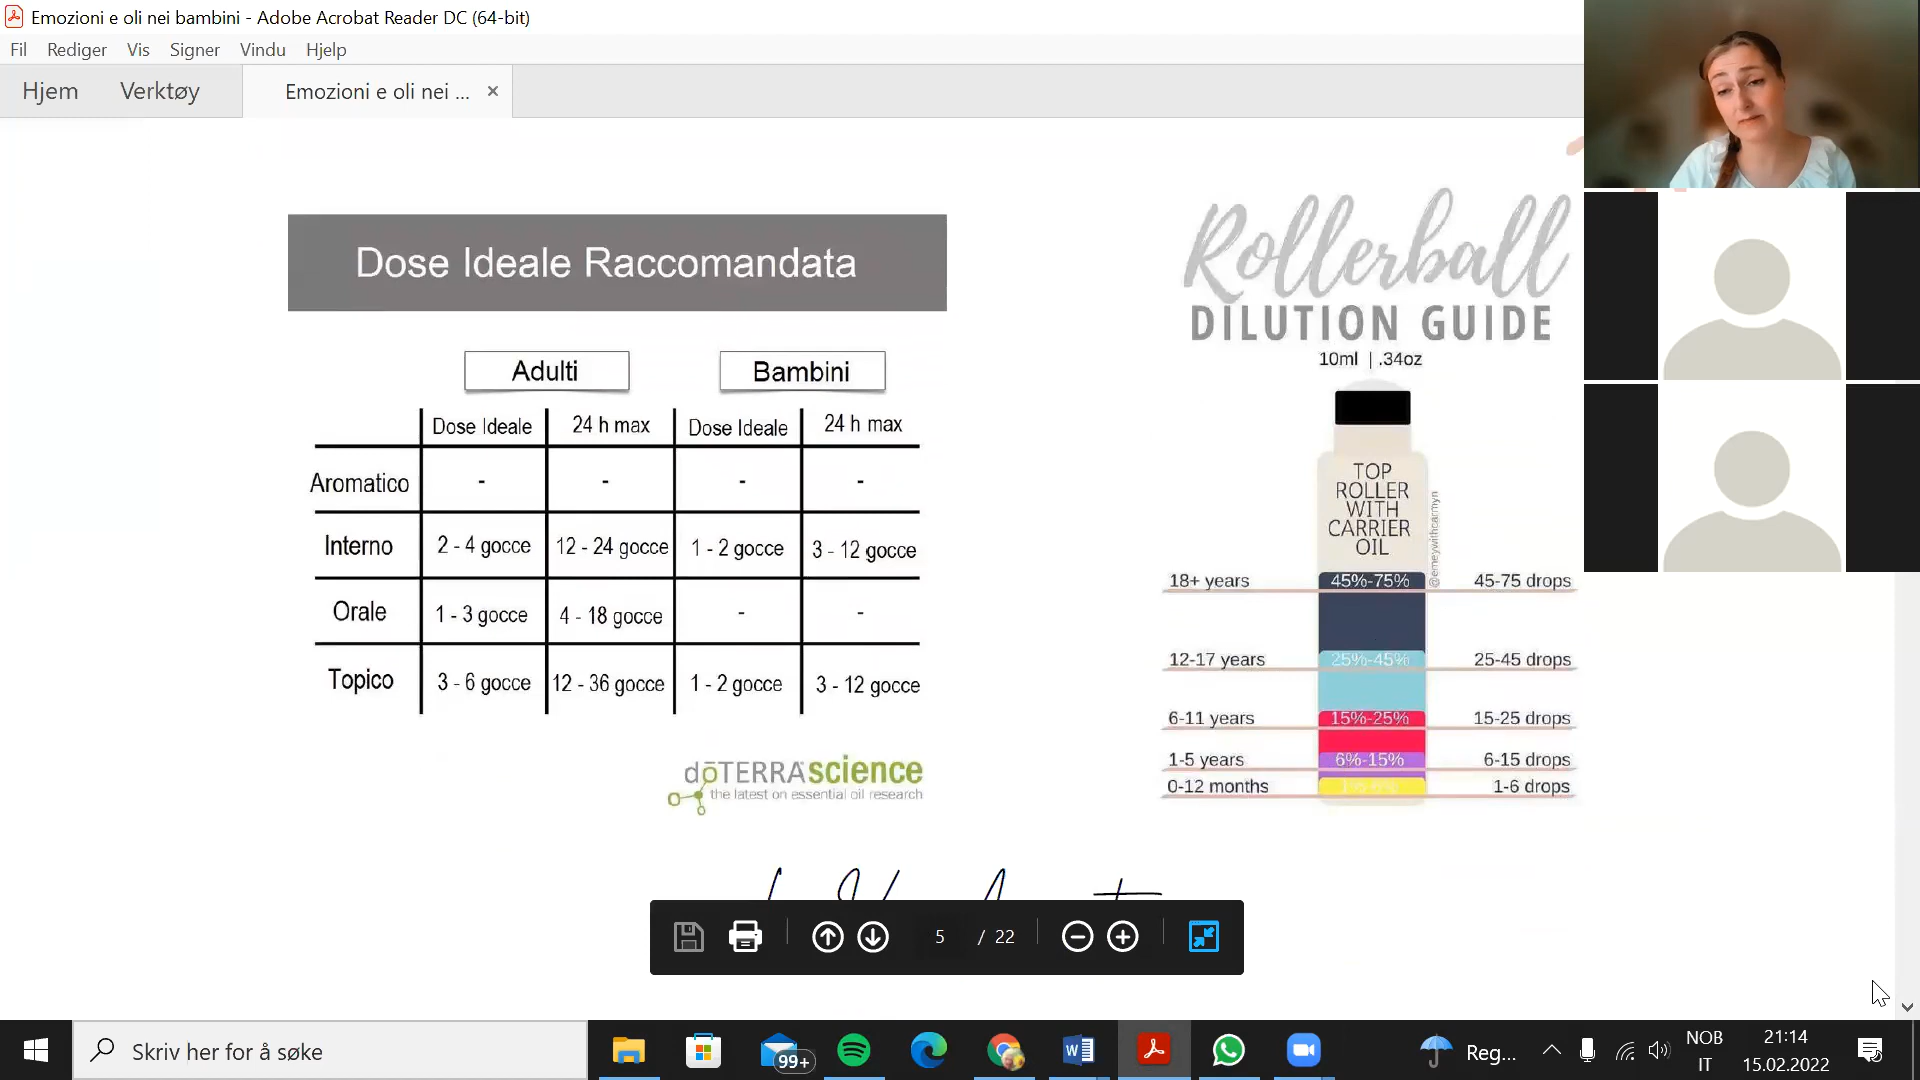 Emozioni e oli nei bambini - Adobe Acrobat Reader DC (64-bit)
Fil Rediger Vis Signer Vindu Hjelp
Hjem Verktøy Emozioni e oli nei ... ×
Dose Ideale Raccomandata
Adulti Bambini
Dose Ideale 24 h max Dose Ideale 24 h max
Aromatico - - - -
Interno 2 - 4 gocce 12 - 24 gocce 1 - 2 gocce 3 - 12 gocce
Orale 1 - 3 gocce 4 - 18 gocce - -
Topico 3 - 6 gocce 12 - 36 gocce 1 - 2 gocce 3 - 12 gocce
dōTERRA science
the latest on essential oil research
Rollerball
DILUTION GUIDE
10ml | .34oz
TOP
ROLLER
WITH
CARRIER
OIL
@emeywithcarmyn
18+ years 45%-75% 45-75 drops
12-17 years 25%-45% 25-45 drops
6-11 years 15%-25% 15-25 drops
1-5 years 6%-15% 6-15 drops
0-12 months 1-6 drops
5 / 22
Skriv her for å søke
99+
Reg...
NOB
IT
21:14
15.02.2022